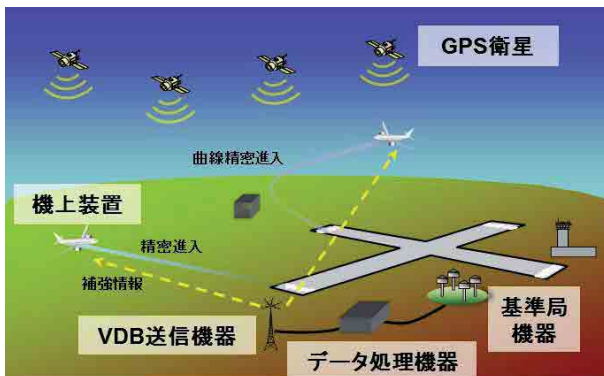 GPS衛星
曲線精密進入
機上装置
精密進入
補強情報
VDB送信機器
データ処理機器
基準局
機器